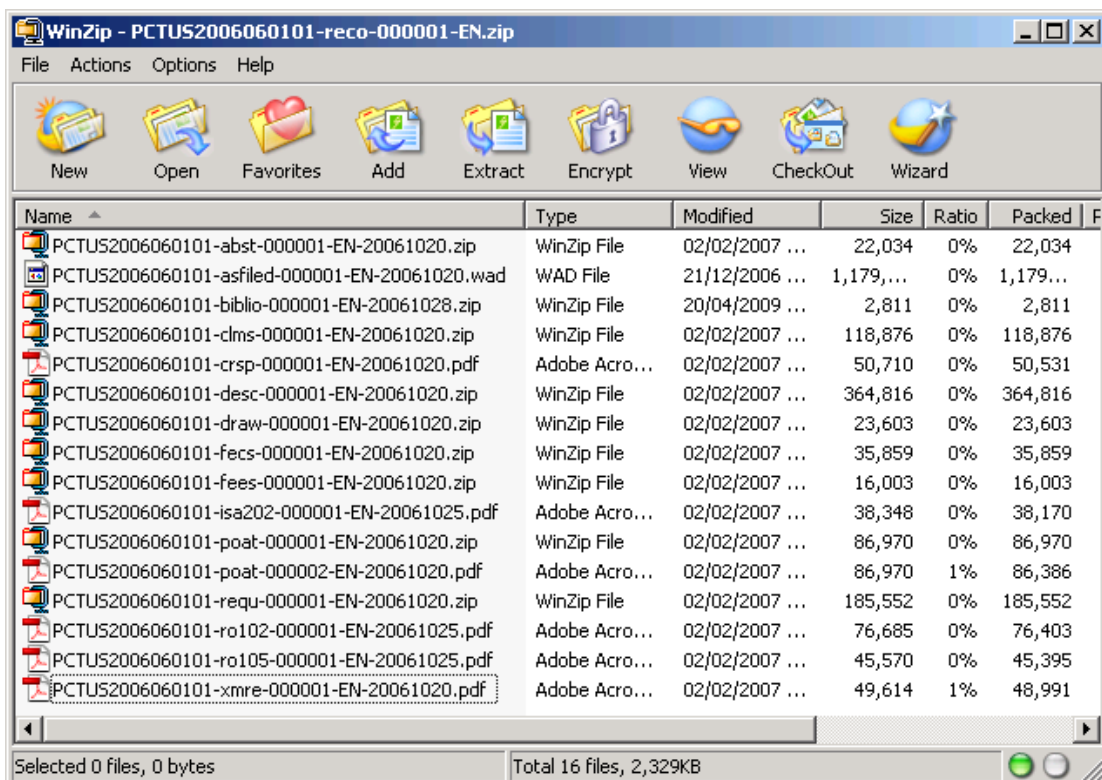 WinZip - PCTUS2006060101-reco-000001-EN.zip
File Actions Options Help
New Open Favorites Add Extract Encrypt View CheckOut Wizard
Name Type Modified Size Ratio Packed F
PCTUS2006060101-abst-000001-EN-20061020.zip WinZip File 02/02/2007 ... 22,034 0% 22,034
PCTUS2006060101-asfiled-000001-EN-20061020.wad WAD File 21/12/2006 ... 1,179,... 0% 1,179...
PCTUS2006060101-biblio-000001-EN-20061028.zip WinZip File 20/04/2009 ... 2,811 0% 2,811
PCTUS2006060101-clms-000001-EN-20061020.zip WinZip File 02/02/2007 ... 118,876 0% 118,876
PCTUS2006060101-crsp-000001-EN-20061020.pdf Adobe Acro... 02/02/2007 ... 50,710 0% 50,531
PCTUS2006060101-desc-000001-EN-20061020.zip WinZip File 02/02/2007 ... 364,816 0% 364,816
PCTUS2006060101-draw-000001-EN-20061020.zip WinZip File 02/02/2007 ... 23,603 0% 23,603
PCTUS2006060101-fecs-000001-EN-20061020.zip WinZip File 02/02/2007 ... 35,859 0% 35,859
PCTUS2006060101-fees-000001-EN-20061020.zip WinZip File 02/02/2007 ... 16,003 0% 16,003
PCTUS2006060101-isa202-000001-EN-20061025.pdf Adobe Acro... 02/02/2007 ... 38,348 0% 38,170
PCTUS2006060101-poat-000001-EN-20061020.zip WinZip File 02/02/2007 ... 86,970 0% 86,970
PCTUS2006060101-poat-000002-EN-20061020.pdf Adobe Acro... 02/02/2007 ... 86,970 1% 86,386
PCTUS2006060101-requ-000001-EN-20061020.zip WinZip File 02/02/2007 ... 185,552 0% 185,552
PCTUS2006060101-ro102-000001-EN-20061025.pdf Adobe Acro... 02/02/2007 ... 76,685 0% 76,403
PCTUS2006060101-ro105-000001-EN-20061025.pdf Adobe Acro... 02/02/2007 ... 45,570 0% 45,395
PCTUS2006060101-xmre-000001-EN-20061020.pdf Adobe Acro... 02/02/2007 ... 49,614 1% 48,991
Selected 0 files, 0 bytes Total 16 files, 2,329KB